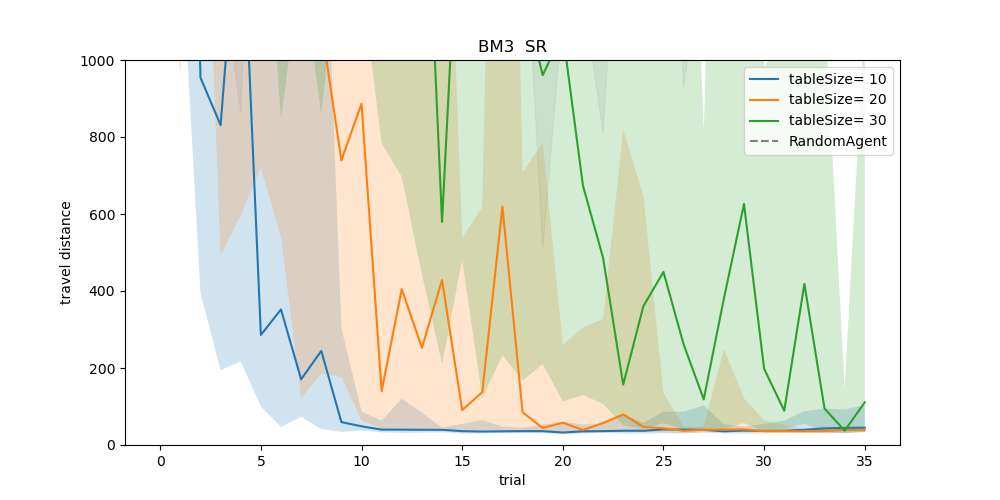 BM3 SR
1000
800
600
400
200
0
travel distance
0 5 10 15 20 25 30 35
trial
tableSize= 10
tableSize= 20
tableSize= 30
RandomAgent